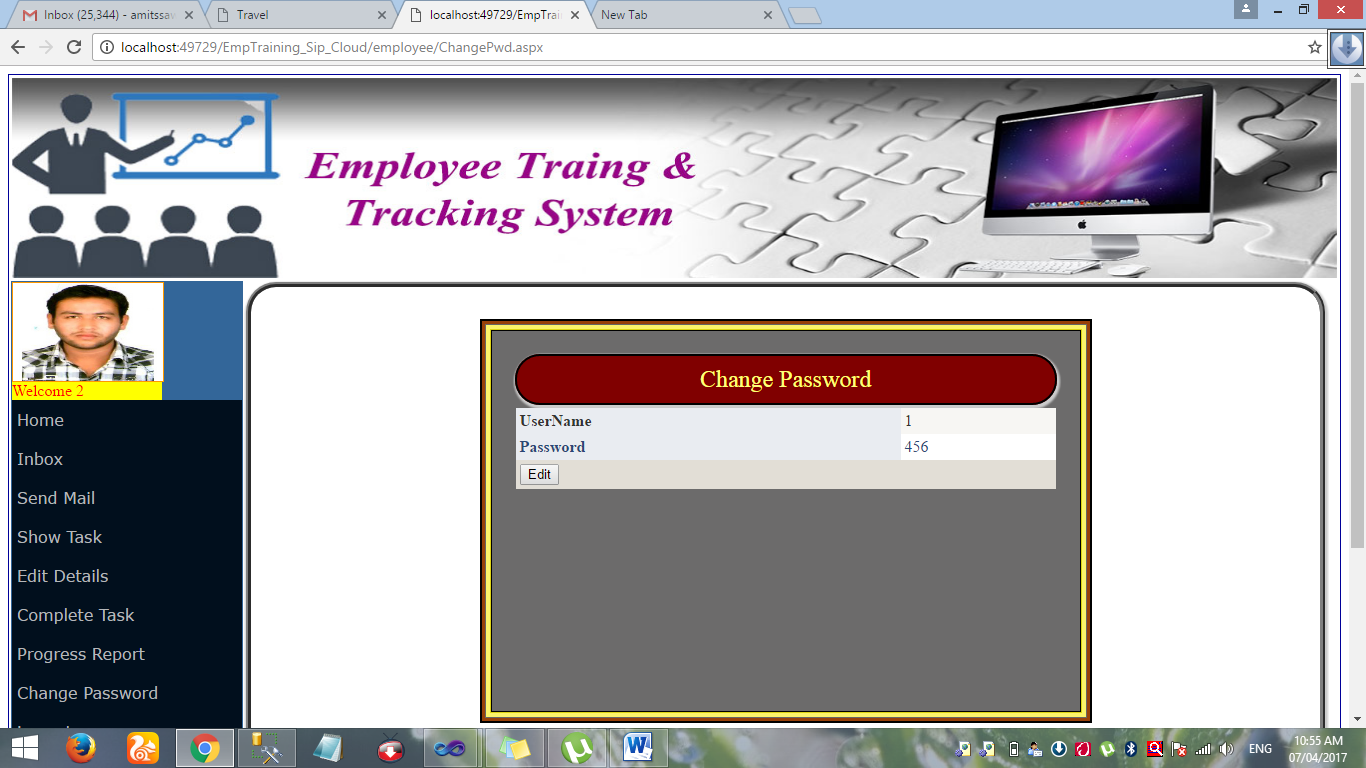 Inbox (25,344) - amitssav
Travel
localhost:49729/EmpTrai
New Tab
localhost:49729/EmpTraining_Sip_Cloud/employee/ChangePwd.aspx
Employee Traing &
Tracking System
Welcome 2
Home
Inbox
Send Mail
Show Task
Edit Details
Complete Task
Progress Report
Change Password
Change Password
UserName 1
Password 456
Edit
ENG
10:55 AM
07/04/2017